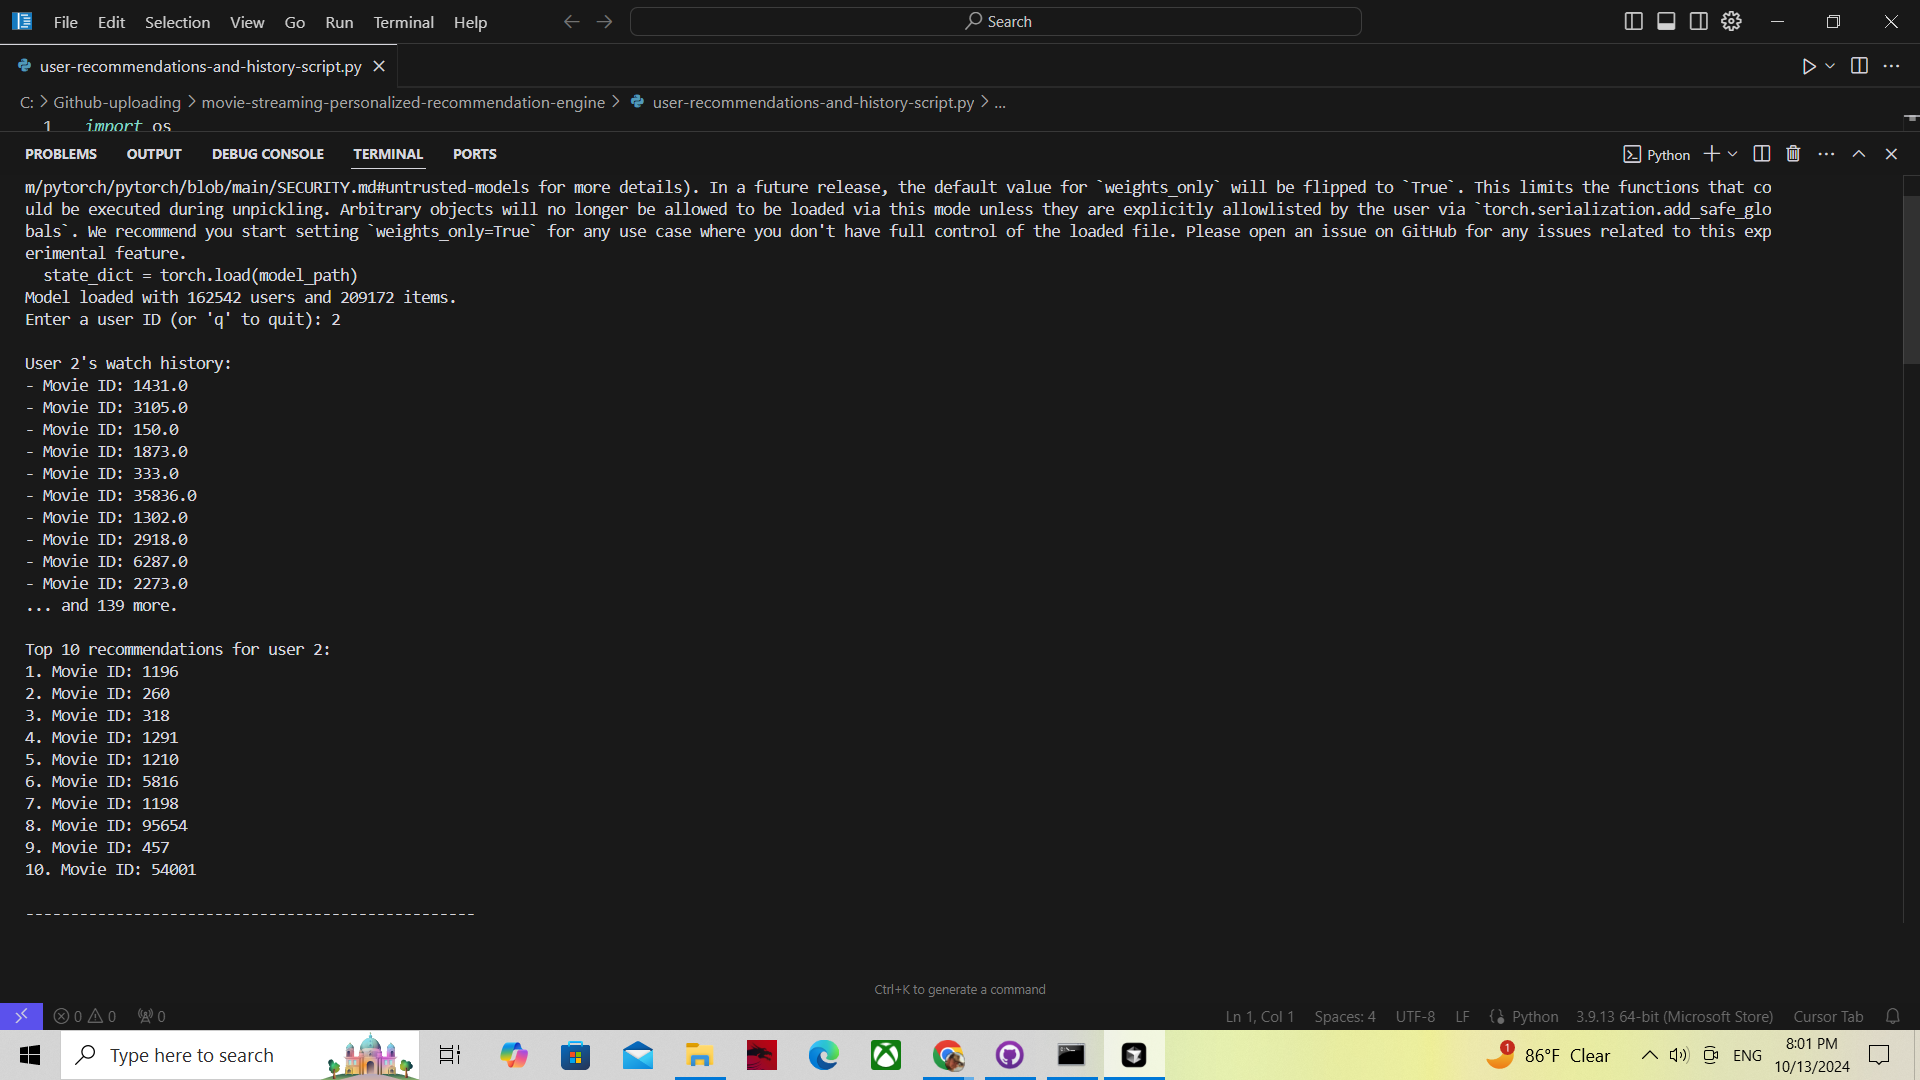 File Edit Selection View Go Run Terminal Help
Search
user-recommendations-and-history-script.py
C: > Github-uploading > movie-streaming-personalized-recommendation-engine > user-recommendations-and-history-script.py > ...
1 import os
PROBLEMS OUTPUT DEBUG CONSOLE TERMINAL PORTS
Python
m/pytorch/pytorch/blob/main/SECURITY.md#untrusted-models for more details). In a future release, the default value for `weights_only` will be flipped to `True`. This limits the functions that co
uld be executed during unpickling. Arbitrary objects will no longer be allowed to be loaded via this mode unless they are explicitly allowlisted by the user via `torch.serialization.add_safe_glo
bals`. We recommend you start setting `weights_only=True` for any use case where you don't have full control of the loaded file. Please open an issue on GitHub for any issues related to this exp
erimental feature.
state_dict = torch.load(model_path)
Model loaded with 162542 users and 209172 items.
Enter a user ID (or 'q' to quit): 2
User 2's watch history:
- Movie ID: 1431.0
- Movie ID: 3105.0
- Movie ID: 150.0
- Movie ID: 1873.0
- Movie ID: 333.0
- Movie ID: 35836.0
- Movie ID: 1302.0
- Movie ID: 2918.0
- Movie ID: 6287.0
- Movie ID: 2273.0
... and 139 more.
Top 10 recommendations for user 2:
1. Movie ID: 1196
2. Movie ID: 260
3. Movie ID: 318
4. Movie ID: 1291
5. Movie ID: 1210
6. Movie ID: 5816
7. Movie ID: 1198
8. Movie ID: 95654
9. Movie ID: 457
10. Movie ID: 54001
--------------------------------------------------
Ctrl+K to generate a command
0 0 0
Ln 1, Col 1 Spaces: 4 UTF-8 LF Python 3.9.13 64-bit (Microsoft Store) Cursor Tab
Type here to search
1 86°F Clear ENG
8:01 PM
10/13/2024